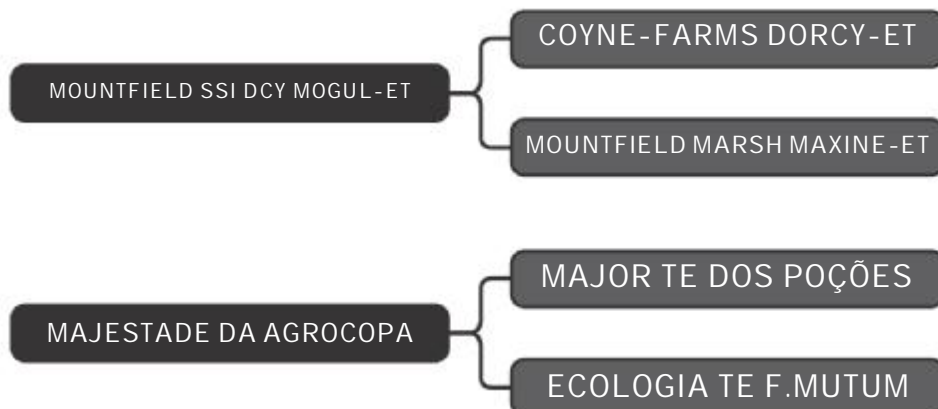 COYNE-FARMS DORCY-ET
MOUNTFIELD SSI DCY MOGUL-ET
MOUNTFIELD MARSH MAXINE-ET
MAJOR TE DOS POÇÕES
MAJESTADE DA AGROCOPA
ECOLOGIA TE F.MUTUM